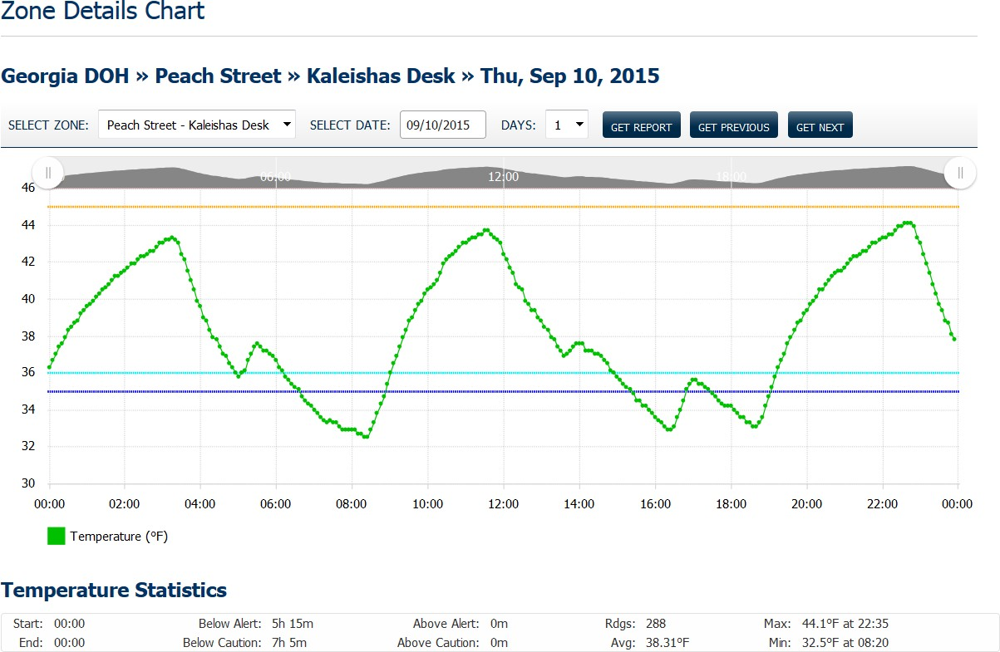 Zone Details Chart
Georgia DOH » Peach Street » Kaleishas Desk » Thu, Sep 10, 2015
SELECT ZONE: Peach Street - Kaleishas Desk SELECT DATE: 09/10/2015 DAYS: 1 GET REPORT GET PREVIOUS GET NEXT
06:00 12:00 18:00
46
44
42
40
38
36
34
32
30
00:00 02:00 04:00 06:00 08:00 10:00 12:00 14:00 16:00 18:00 20:00 22:00 00:00
Temperature (ºF)
Temperature Statistics
Start: 00:00 Below Alert: 5h 15m Above Alert: 0m Rdgs: 288 Max: 44.1ºF at 22:35
End: 00:00 Below Caution: 7h 5m Above Caution: 0m Avg: 38.31ºF Min: 32.5ºF at 08:20